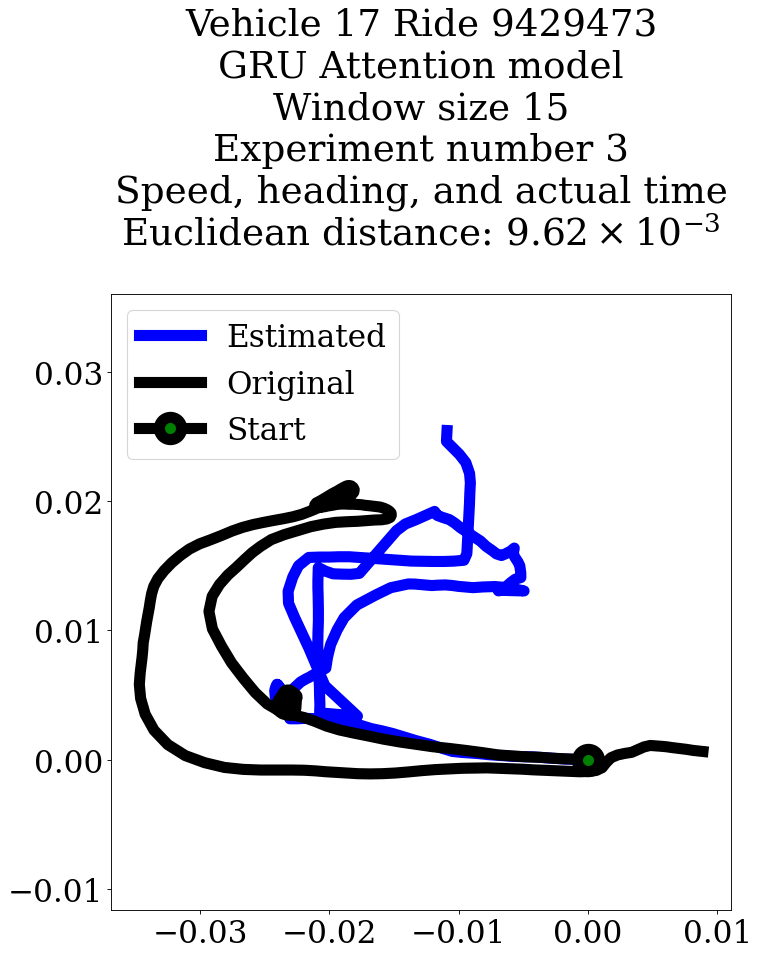 Vehicle 17 Ride 9429473
GRU Attention model
Window size 15
Experiment number 3
Speed, heading, and actual time
Euclidean distance: 9.62 × 10⁻³
Estimated
Original
Start
0.03
0.02
0.01
0.00
−0.01
−0.03 −0.02 −0.01 0.00 0.01